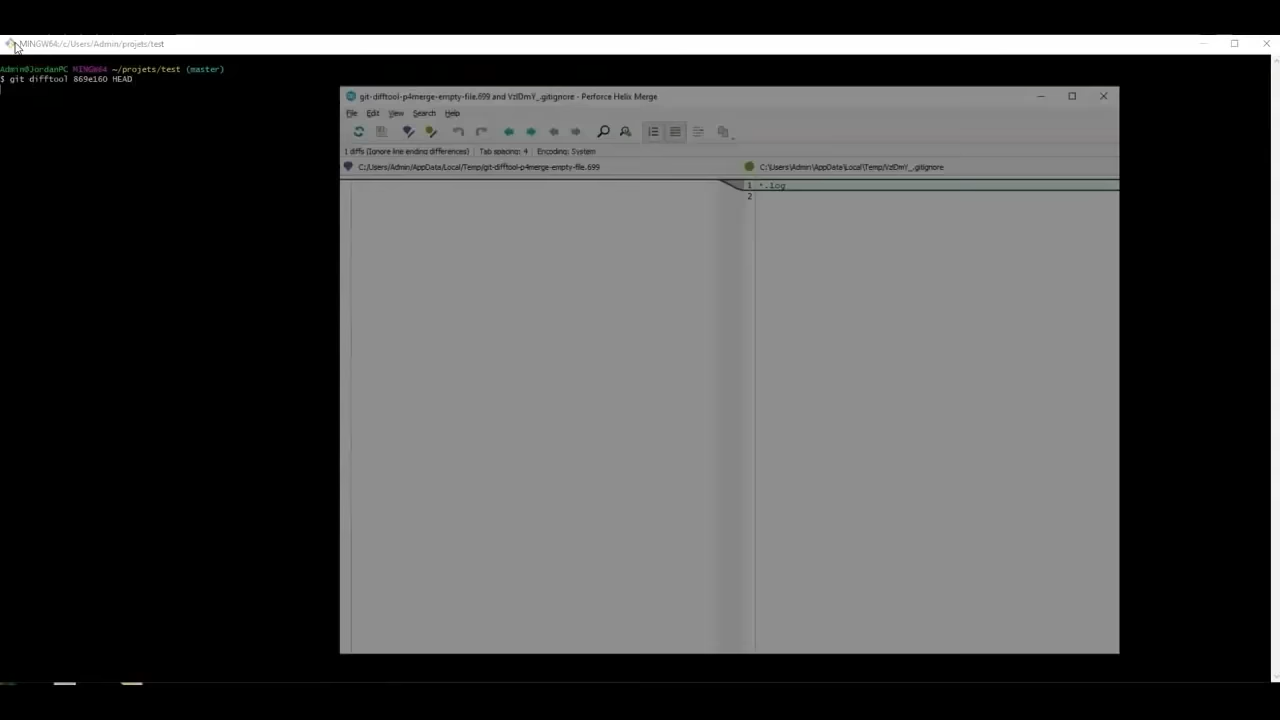 MINGW64:/c/Users/Admin/projets/test
Admin@JordanPC MINGW64 ~/projets/test (master)
$ git difftool 869e160 HEAD
git-difftool-p4merge-empty-file.699 and VzlDmY_.gitignore - Perforce Helix Merge
File Edit View Search Help
1 diffs (Ignore line ending differences) Tab spacing: 4 Encoding: System
C:/Users/Admin/AppData/Local/Temp/git-difftool-p4merge-empty-file.699
C:\Users\Admin\AppData\Local\Temp/VzlDmY_.gitignore
1 *.log
2